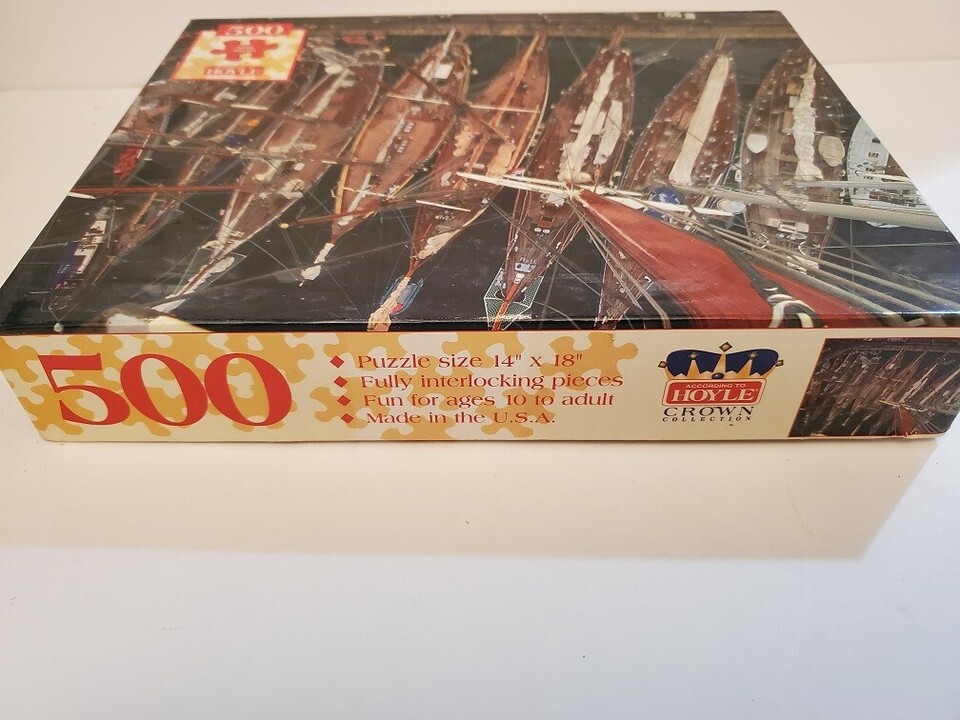 500
HOYLE
500
Puzzle size 14" x 18"
Fully interlocking pieces
Fun for ages 10 to adult
Made in the U.S.A.
ACCORDING TO
HOYLE
CROWN
COLLECTION